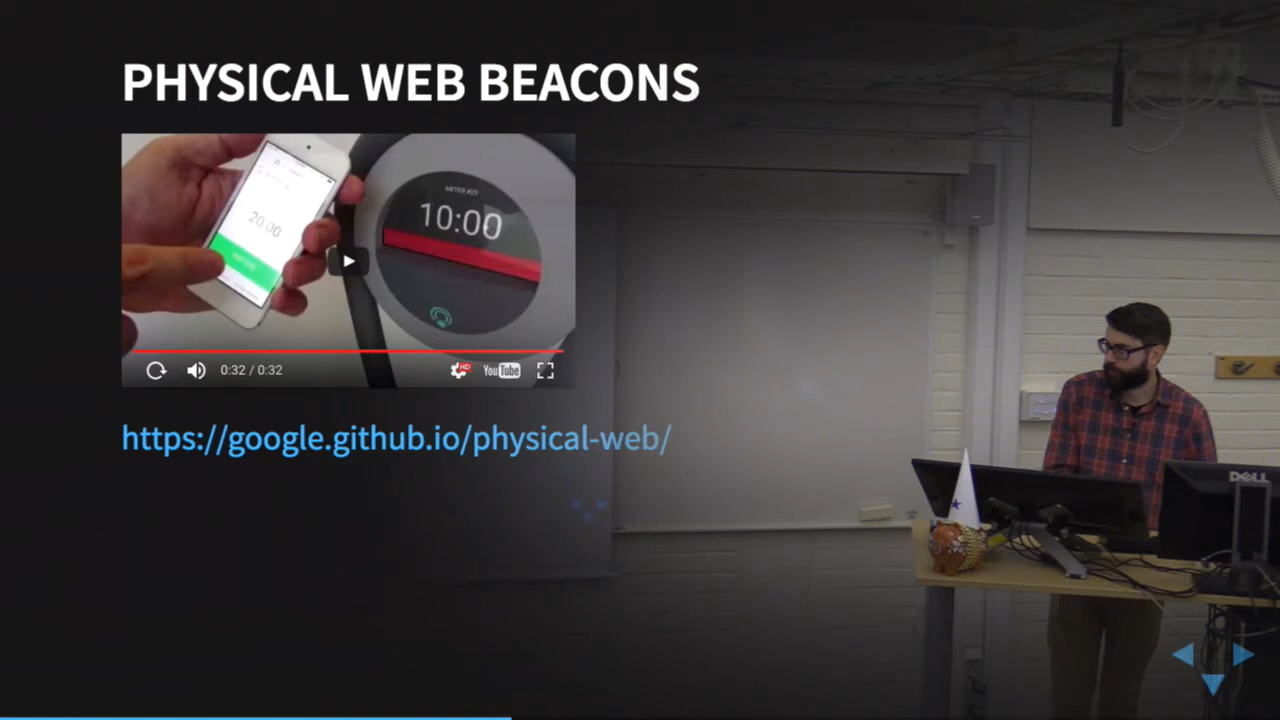 PHYSICAL WEB BEACONS
20.00
METER #23
10:00
0:32 / 0:32
HD
YouTube
https://google.github.io/physical-web/
DELL